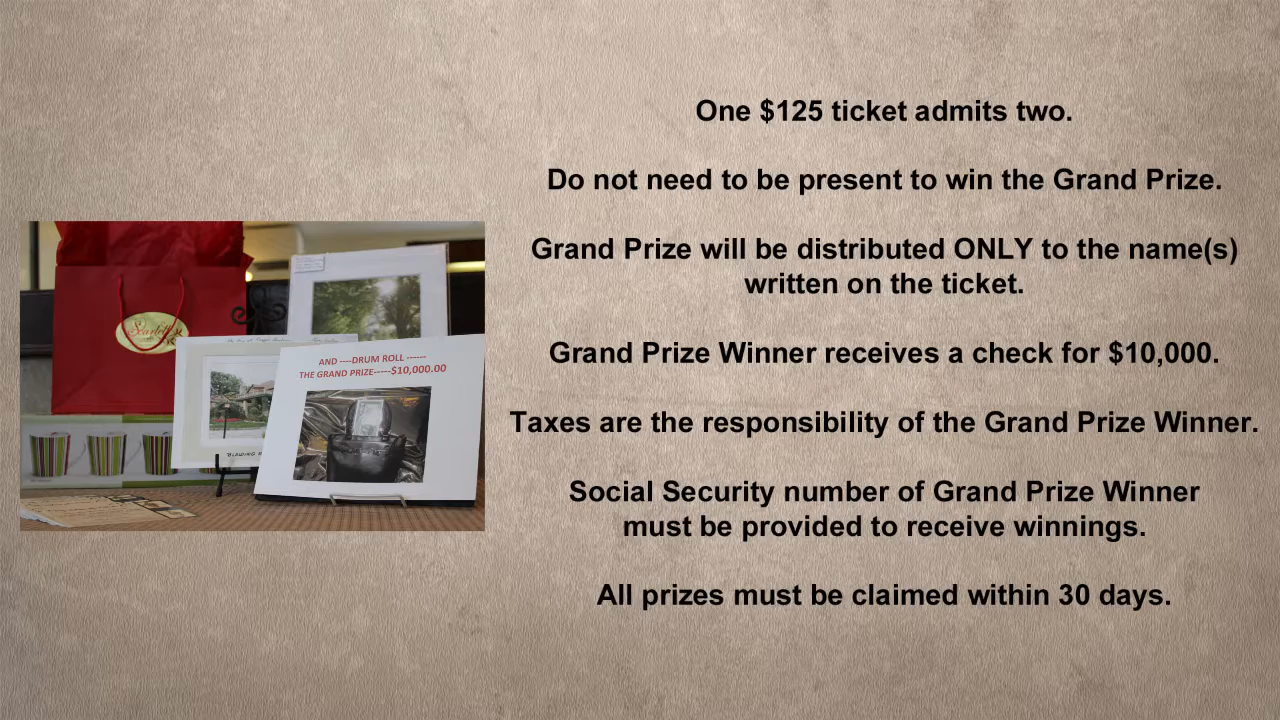 One $125 ticket admits two.
Do not need to be present to win the Grand Prize.
Grand Prize will be distributed ONLY to the name(s)
written on the ticket.
Grand Prize Winner receives a check for $10,000.
Taxes are the responsibility of the Grand Prize Winner.
Social Security number of Grand Prize Winner
must be provided to receive winnings.
All prizes must be claimed within 30 days.
Scarlett
AND ----DRUM ROLL ------
THE GRAND PRIZE-----$10,000.00